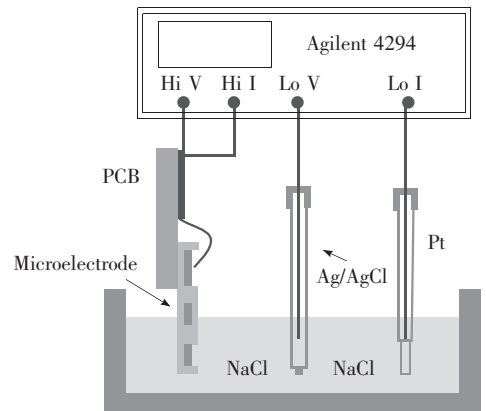 Agilent 4294
Hi V Hi I Lo V Lo I
PCB
Pt
Microelectrode
Ag/AgCl
NaCl NaCl